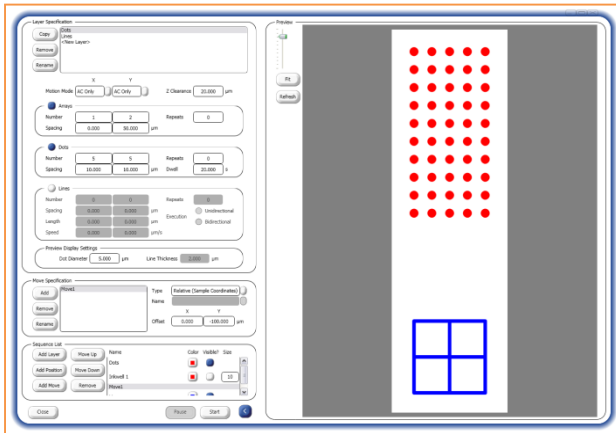 Layer Specification
Copy
Remove
Rename
Dots
Lines
<New Layer>
X Y
Motion Mode AC Only AC Only Z Clearance 20.000 µm
Arrays
Number 1 2 Repeats 0
Spacing 0.000 50.000 µm
Dots
Number 5 5 Repeats 0
Spacing 10.000 10.000 µm Dwell 20.000 s
Lines
Number 0 0 Repeats 0
Spacing 0.000 0.000 µm Execution Unidirectional
Length 0.000 0.000 µm Bidirectional
Speed 0.000 0.000 µm/s
Preview Display Settings
Dot Diameter 5.000 µm Line Thickness µm
Move Specification
Add
Remove
Rename
Move1
Type Relative (Sample Coordinates)
Name
X Y
Offset 0.000 -100.000 µm
Sequence List
Add Layer Move Up
Add Position Move Down
Add Move Remove
Name Color Visible? Size
Dots
Inkwell 1 10
Move1
Close Pause Start
Preview
Fit
Refresh